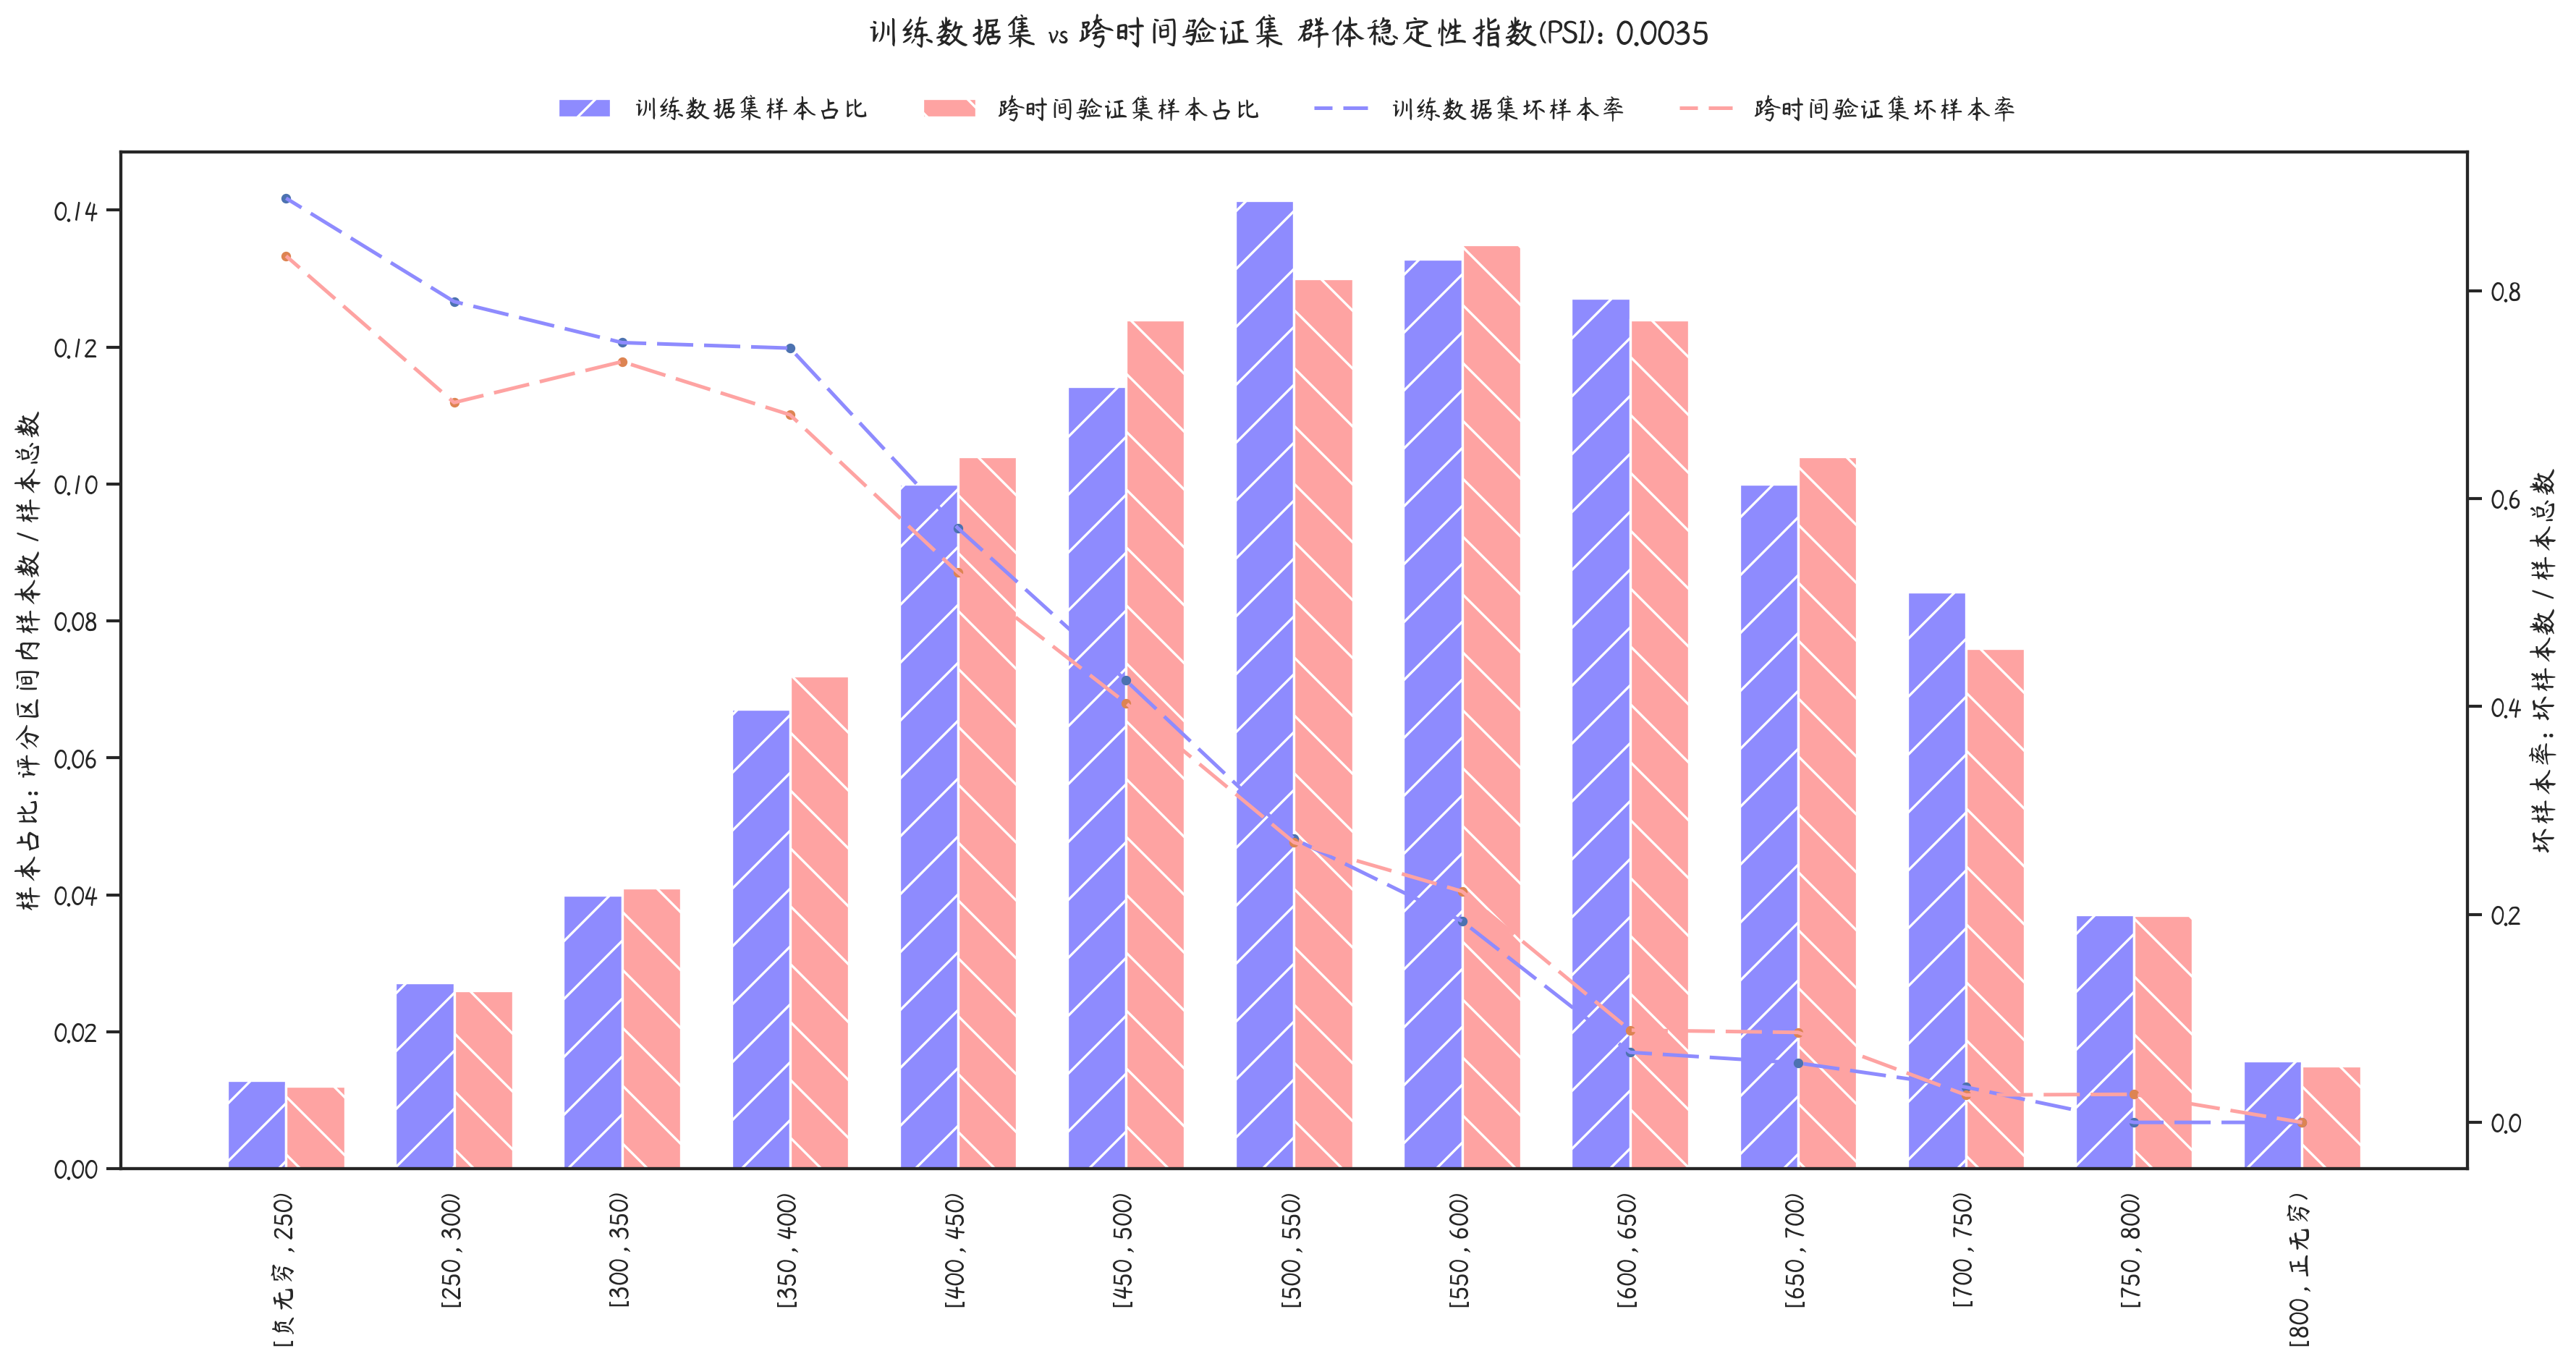 训练数据集 vs 跨时间验证集 群体稳定性指数(PSI): 0.0035
训练数据集样本占比 跨时间验证集样本占比 训练数据集坏样本率 跨时间验证集坏样本率
样本占比: 评分区间内样本数 / 样本总数
0.14
0.12
0.10
0.08
0.06
0.04
0.02
0.00
0.8
0.6
0.4
0.2
0.0
坏样本率: 坏样本数 / 样本总数
[负无穷 , 250)
[250 , 300)
[300 , 350)
[350 , 400)
[400 , 450)
[450 , 500)
[500 , 550)
[550 , 600)
[600 , 650)
[650 , 700)
[700 , 750)
[750 , 800)
[800 , 正无穷)